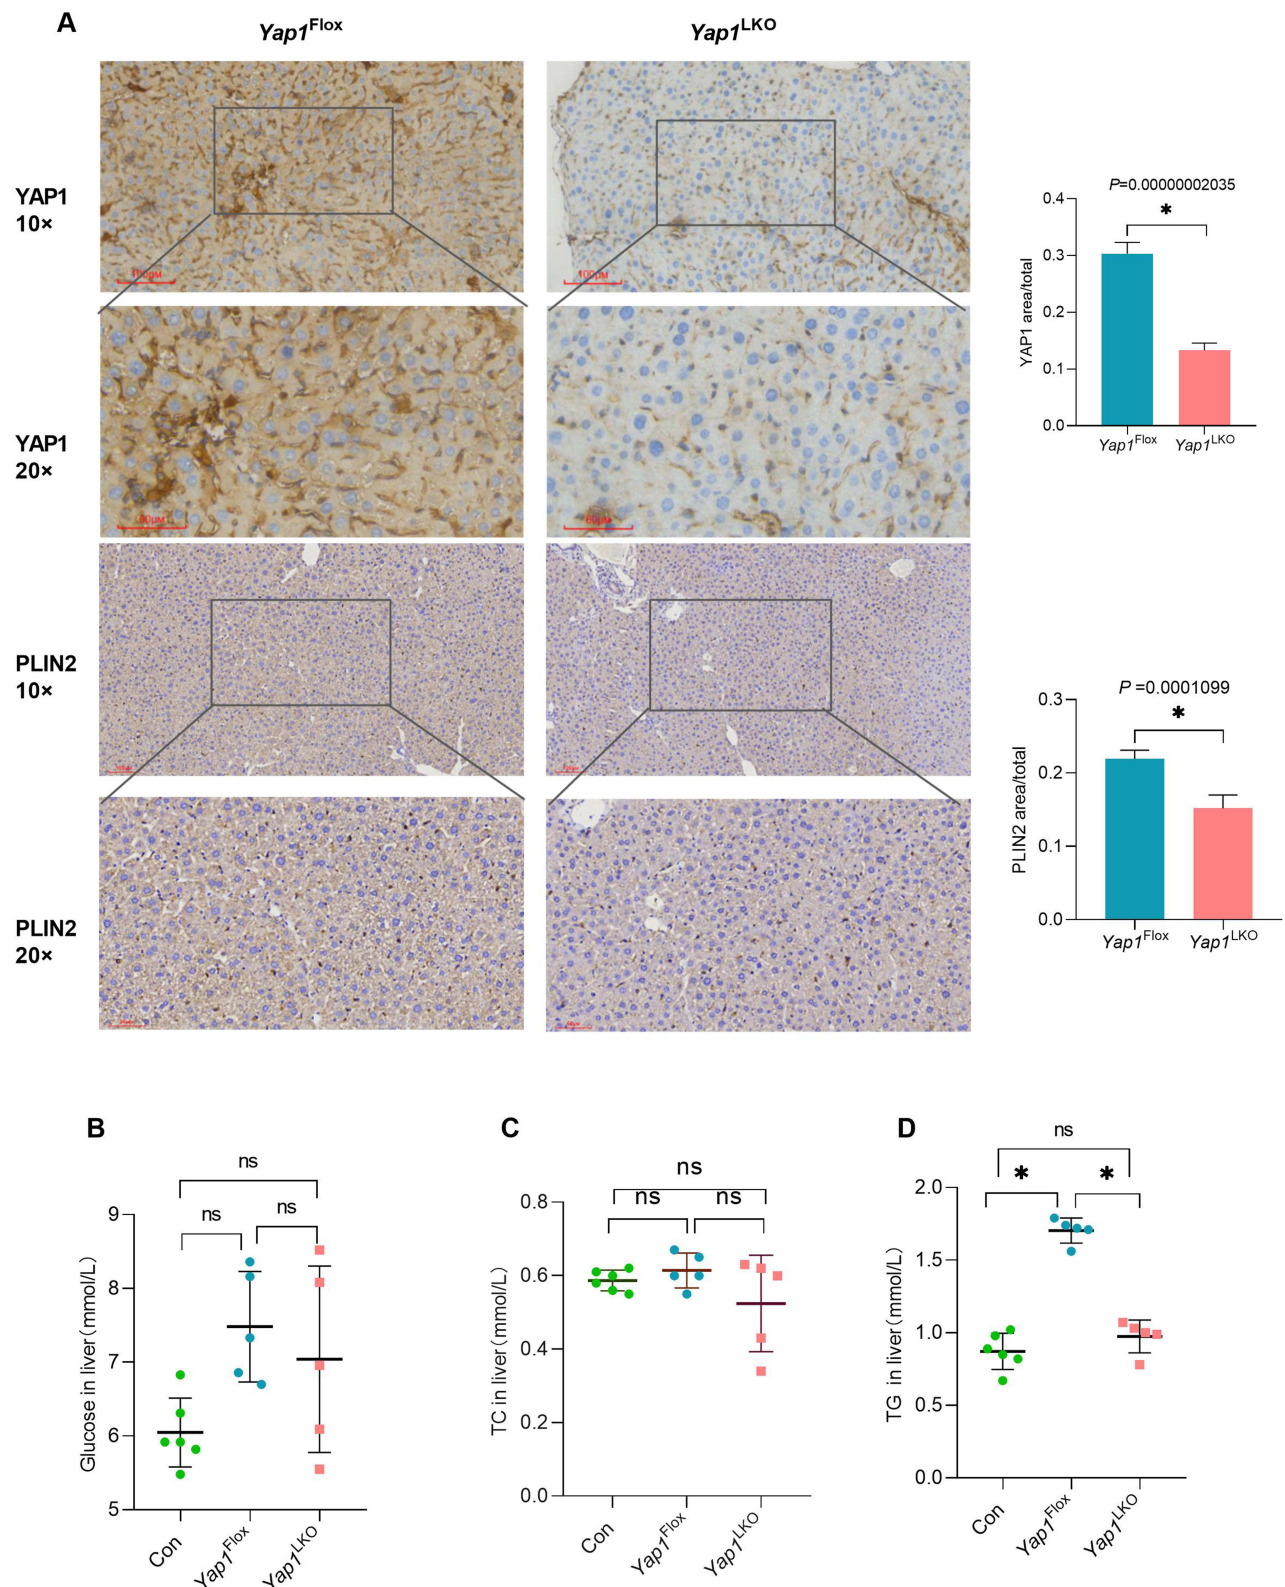 A
Yap1Flox
Yap1LKO
YAP1
10×
100μM
100μM
P=0.00000002035
*
0.4
0.3
0.2
0.1
0.0
YAP1 area/total
Yap1Flox
Yap1LKO
YAP1
20×
60μM
60μM
PLIN2
10×
P =0.0001099
*
0.3
0.2
0.1
0.0
PLIN2 area/total
Yap1Flox
Yap1LKO
PLIN2
20×
B
ns
ns
ns
9
8
7
6
5
Glucose in liver(mmol/L)
Con
Yap1Flox
Yap1LKO
C
ns
ns
ns
0.8
0.6
0.4
0.2
0.0
TC in liver(mmol/L)
Con
Yap1Flox
Yap1LKO
D
ns
*
*
2.0
1.5
1.0
0.5
0.0
TG in liver(mmol/L)
Con
Yap1Flox
Yap1LKO